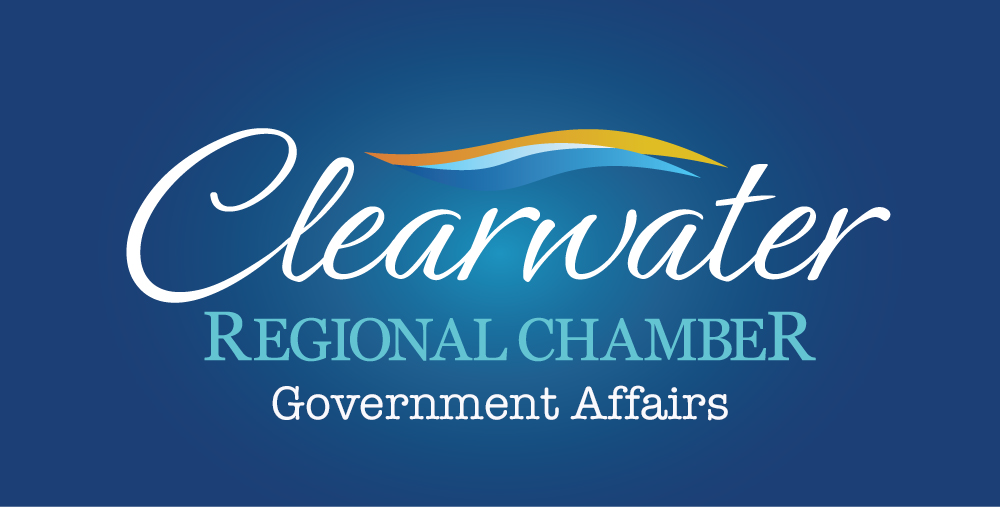 Clearwater
REGIONAL CHAMBER
Government Affairs